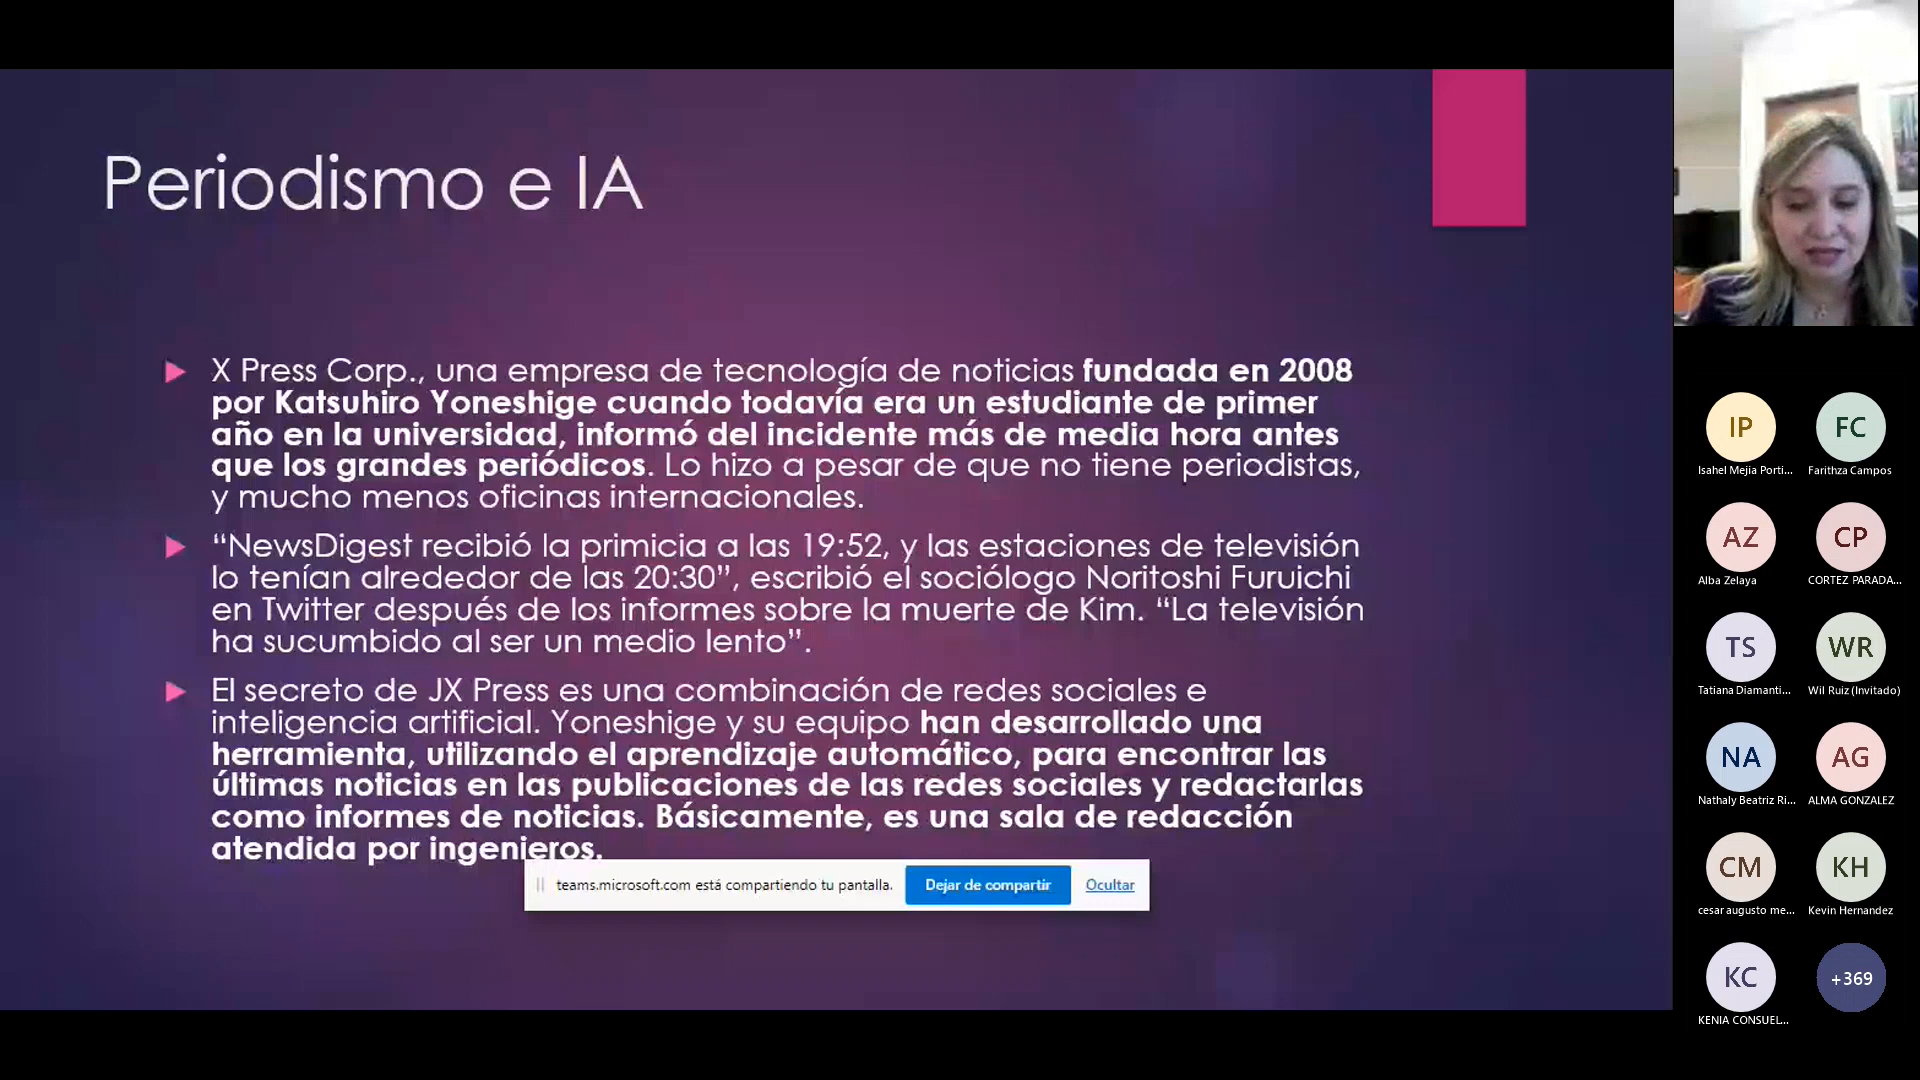 Periodismo e IA
X Press Corp., una empresa de tecnología de noticias fundada en 2008
por Katsuhiro Yoneshige cuando todavía era un estudiante de primer
año en la universidad, informó del incidente más de media hora antes
que los grandes periódicos. Lo hizo a pesar de que no tiene periodistas,
y mucho menos oficinas internacionales.
“NewsDigest recibió la primicia a las 19:52, y las estaciones de televisión
lo tenían alrededor de las 20:30”, escribió el sociólogo Noritoshi Furuichi
en Twitter después de los informes sobre la muerte de Kim. “La televisión
ha sucumbido al ser un medio lento”.
El secreto de JX Press es una combinación de redes sociales e
inteligencia artificial. Yoneshige y su equipo han desarrollado una
herramienta, utilizando el aprendizaje automático, para encontrar las
últimas noticias en las publicaciones de las redes sociales y redactarlas
como informes de noticias. Básicamente, es una sala de redacción
atendida por ingenieros.
teams.microsoft.com está compartiendo tu pantalla.
Dejar de compartir
Ocultar
IP
Isahel Mejia Porti...
FC
Farithza Campos
AZ
Alba Zelaya
CP
CORTEZ PARADA...
TS
Tatiana Diamanti...
WR
Wil Ruiz (Invitado)
NA
Nathaly Beatriz Ri...
AG
ALMA GONZALEZ
CM
cesar augusto me...
KH
Kevin Hernandez
KC
KENIA CONSUEL...
+369